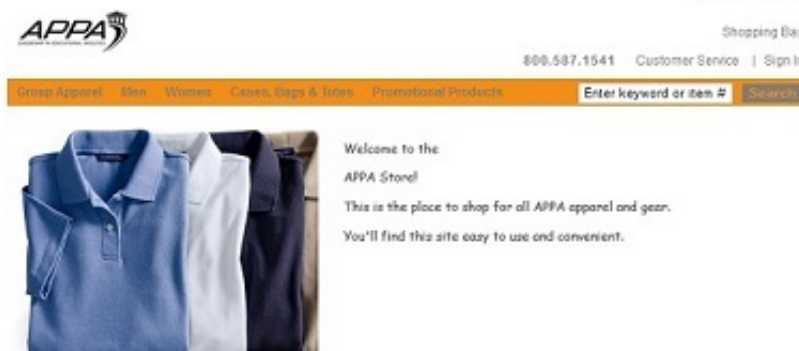 APPA
Shopping Bag
800.587.1541 Customer Service | Sign In
Group Apparel Men Women Cases, Bags & Totes Promotional Products
Enter keyword or item # Search
Welcome to the
APPA Store!
This is the place to shop for all APPA apparel and gear.
You'll find this site easy to use and convenient.